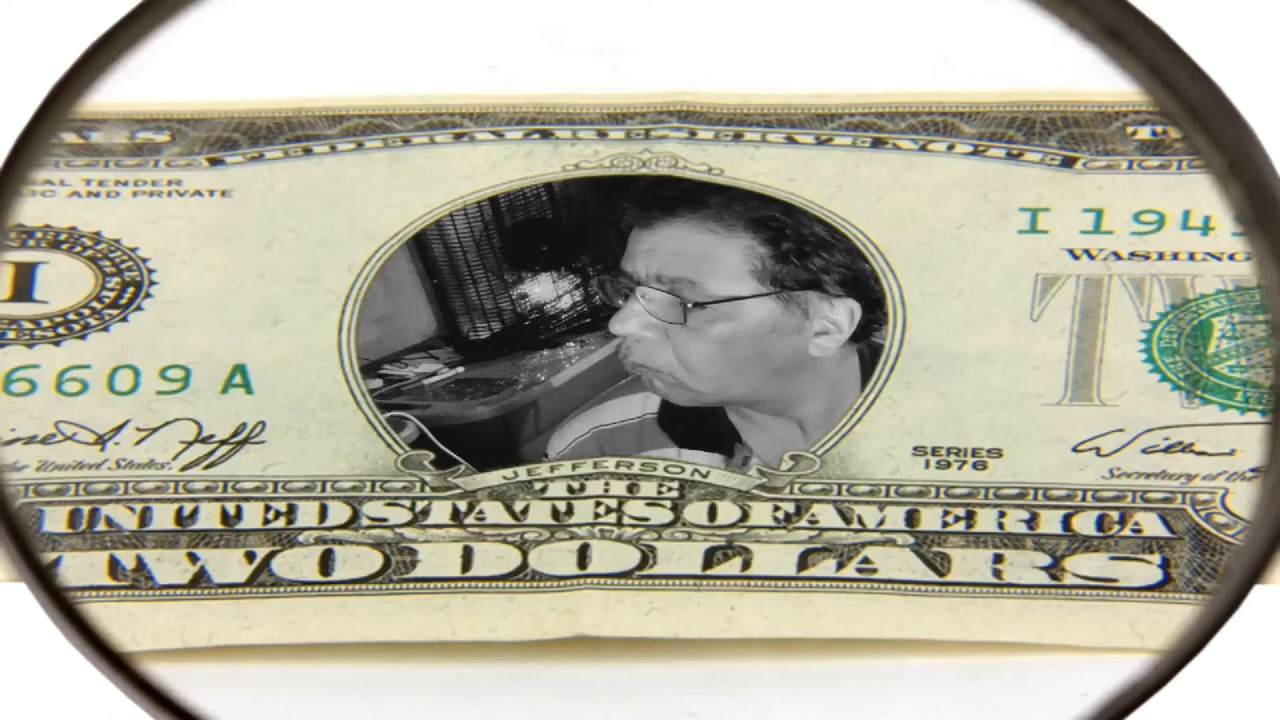 FEDERAL RESERVE NOTE
AL TENDER
IC AND PRIVATE
I 194
WASHING
I
6609 A
the United States.
SERIES
1976
Secretary of the
JEFFERSON
THE
UNITED STATES OF AMERICA
TWO DOLLARS